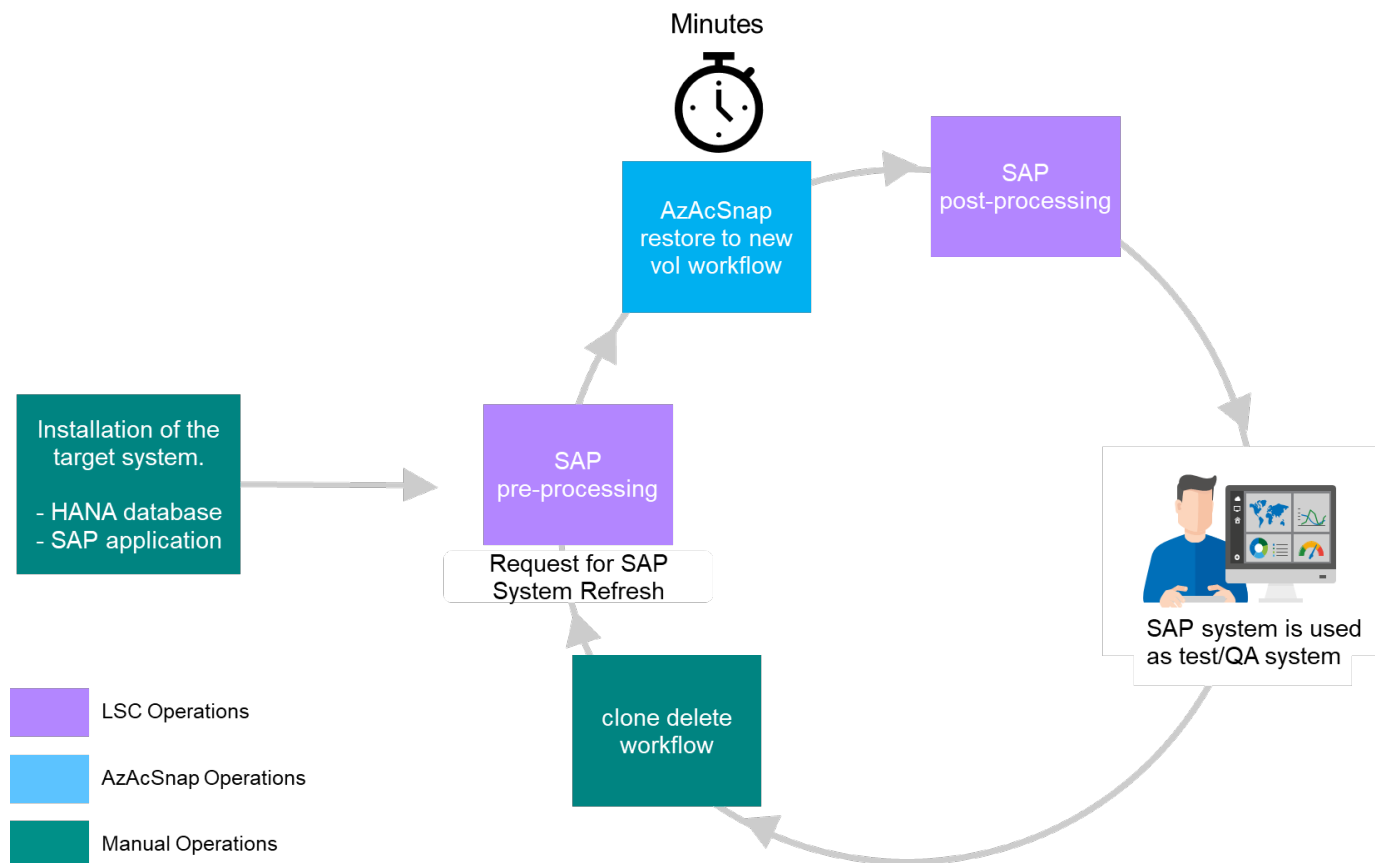 Minutes
AzAcSnap
restore to new
vol workflow
SAP
post-processing
Installation of the
target system.
- HANA database
- SAP application
SAP
pre-processing
Request for SAP
System Refresh
SAP system is used
as test/QA system
clone delete
workflow
LSC Operations
AzAcSnap Operations
Manual Operations